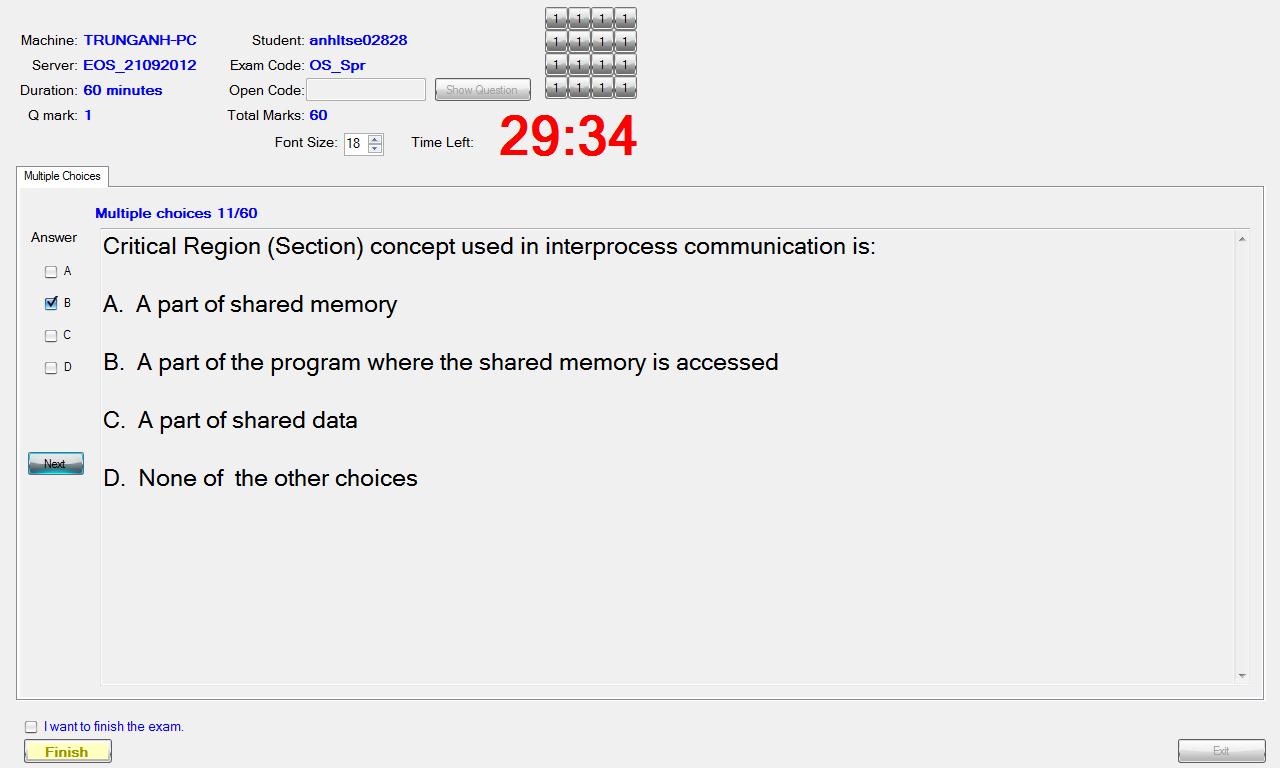 Machine: TRUNGANH-PC Student: anhltse02828
Server: EOS_21092012 Exam Code: OS_Spr
Duration: 60 minutes Open Code: Show Question
Q mark: 1 Total Marks: 60
Font Size: 18 Time Left: 29:34
1 1 1 1
1 1 1 1
1 1 1 1
1 1 1 1
Multiple Choices
Multiple choices 11/60
Answer
A
B
C
D
Next
Critical Region (Section) concept used in interprocess communication is:
A. A part of shared memory
B. A part of the program where the shared memory is accessed
C. A part of shared data
D. None of the other choices
I want to finish the exam.
Finish Exit